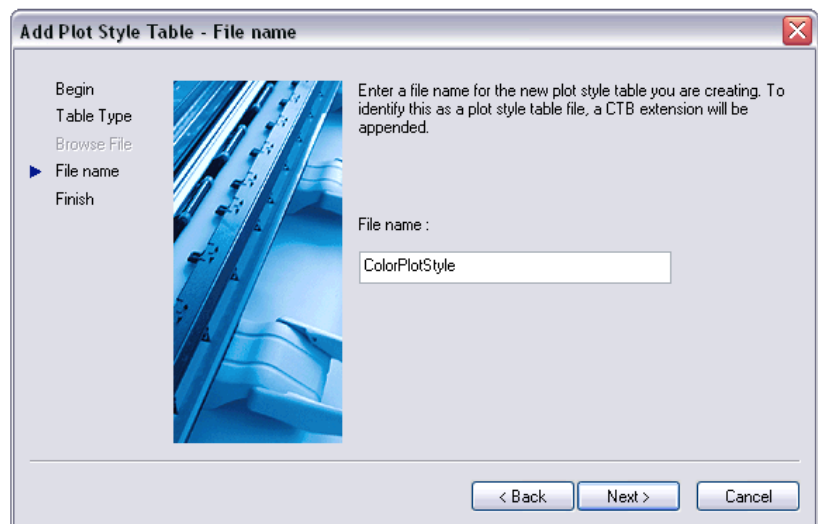 Add Plot Style Table - File name
Begin
Table Type
Browse File
File name
Finish
Enter a file name for the new plot style table you are creating. To
identify this as a plot style table file, a CTB extension will be
appended.
File name :
ColorPlotStyle
< Back
Next >
Cancel